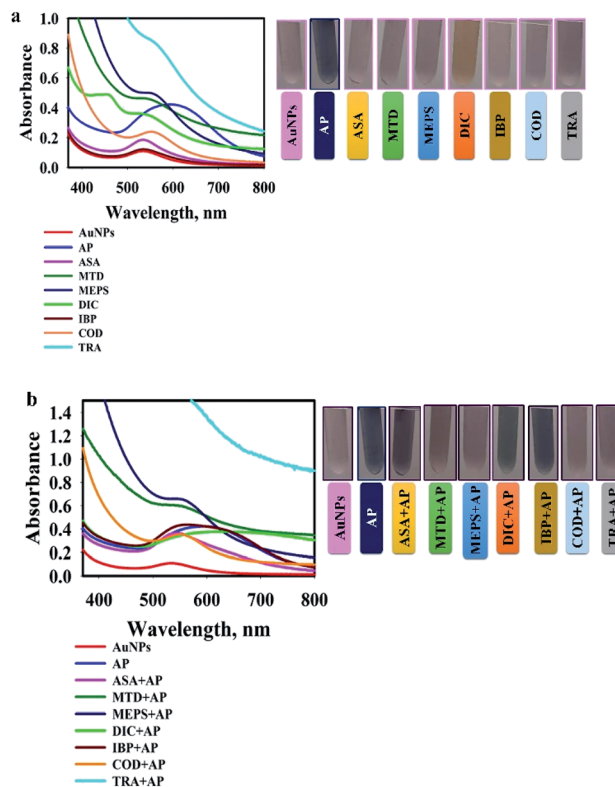 a
1.0
0.8
0.6
0.4
0.2
0.0
Absorbance
400 500 600 700 800
Wavelength, nm
AuNPs
AP
ASA
MTD
MEPS
DIC
IBP
COD
TRA
AuNPs
AP
ASA
MTD
MEPS
DIC
IBP
COD
TRA
b
1.4
1.2
1.0
0.8
0.6
0.4
0.2
0.0
Absorbance
400 500 600 700 800
Wavelength, nm
AuNPs
AP
ASA+AP
MTD+AP
MEPS+AP
DIC+AP
IBP+AP
COD+AP
TRA+AP
AuNPs
AP
ASA+AP
MTD+AP
MEPS+AP
DIC+AP
IBP+AP
COD+AP
TRA+AP